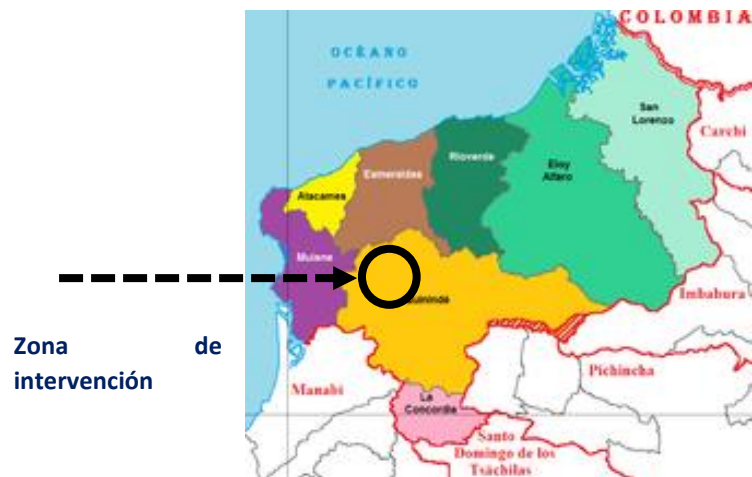 COLOMBIA
OCÉANO
PACÍFICO
San
Lorenzo
Carchi
Rioverde
Esmeraldas
Eloy
Alfaro
Atacames
Muisne
Imbabura
uinindé
Zona de
intervención
Pichincha
Manabí
La
Concordia
Santo
Domingo de los
Tsáchilas